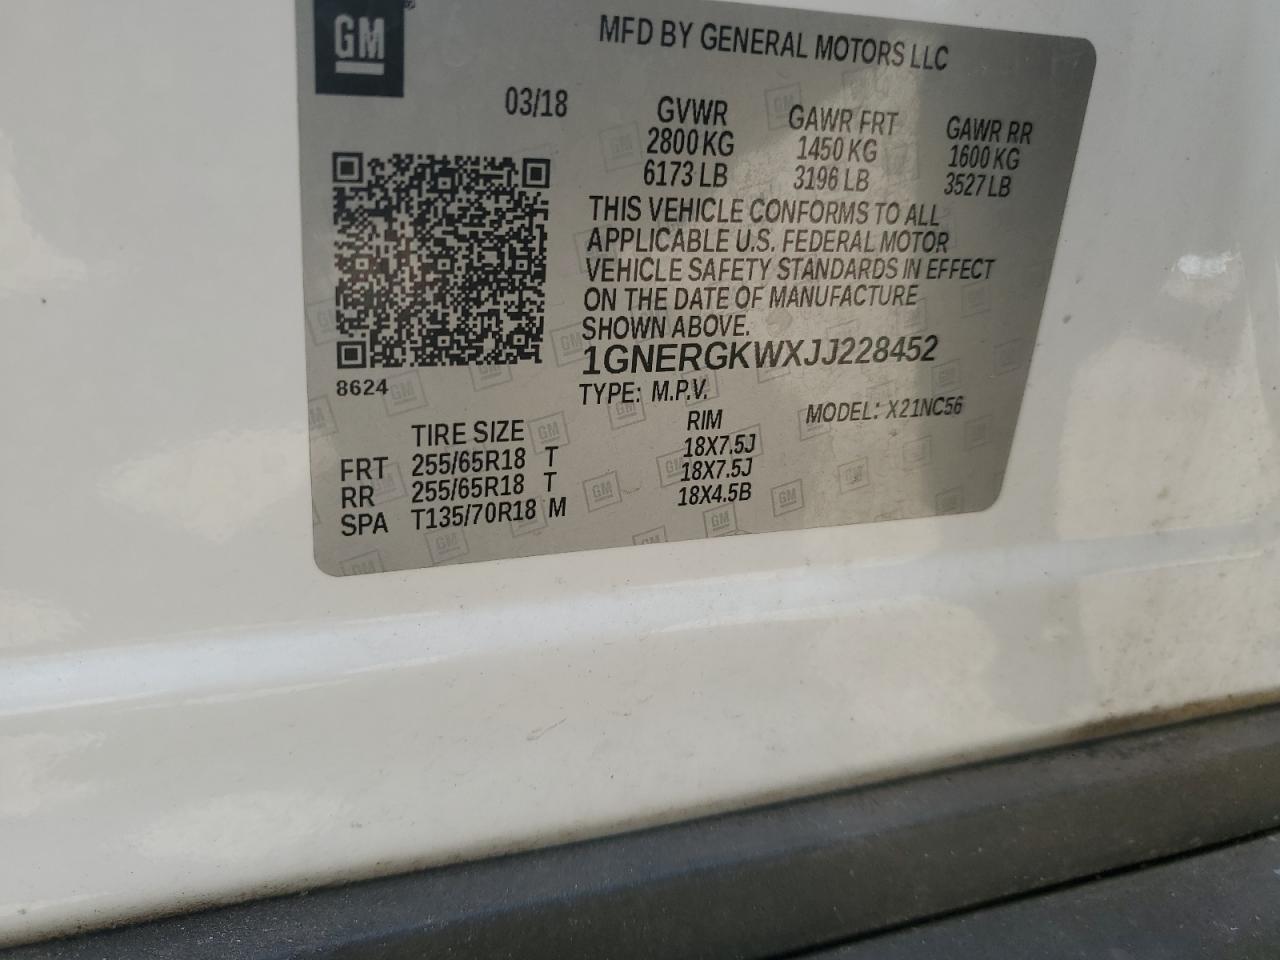 GM
MFD BY GENERAL MOTORS LLC
03/18
GVWR
2800 KG
6173 LB
GAWR FRT
1450 KG
3196 LB
GAWR RR
1600 KG
3527 LB
THIS VEHICLE CONFORMS TO ALL
APPLICABLE U.S. FEDERAL MOTOR
VEHICLE SAFETY STANDARDS IN EFFECT
ON THE DATE OF MANUFACTURE
SHOWN ABOVE.
1GNERGKWXJJ228452
8624
TYPE: M.P.V.
MODEL: X21NC56
TIRE SIZE RIM
FRT 255/65R18 T 18X7.5J
RR 255/65R18 T 18X7.5J
SPA T135/70R18 M 18X4.5B